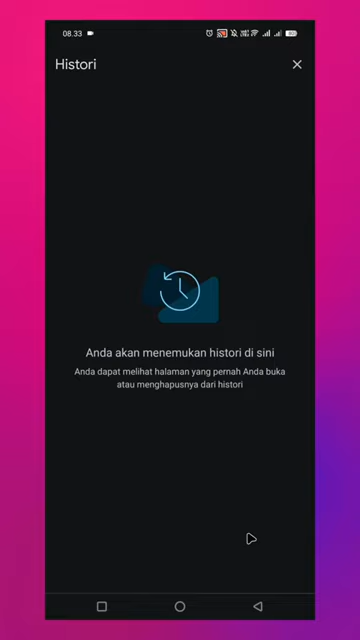 08.33
Histori
Anda akan menemukan histori di sini
Anda dapat melihat halaman yang pernah Anda buka
atau menghapusnya dari histori